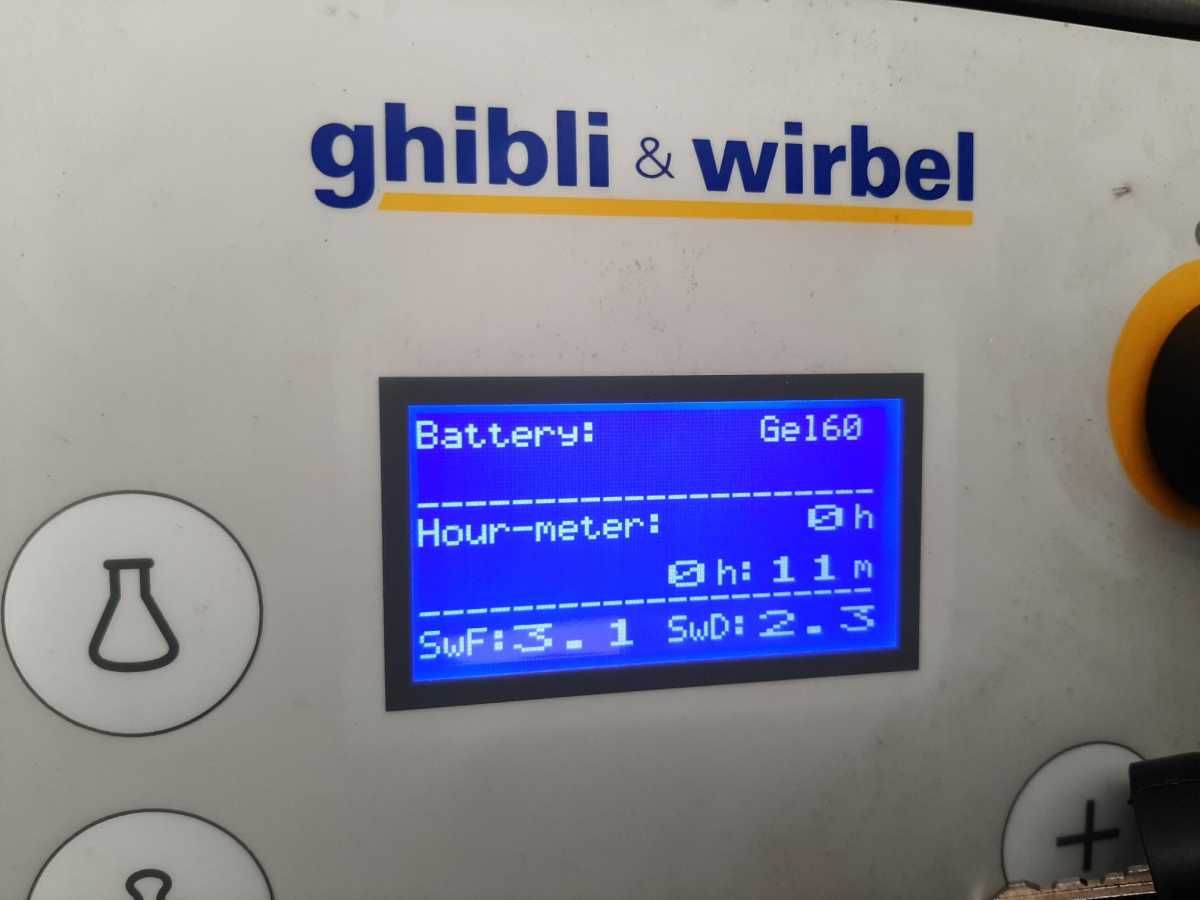 ghibli & wirbel
Battery: Gel60
Hour-meter: 0h
0h:11m
SwF:3.1 SwD:2.3
+